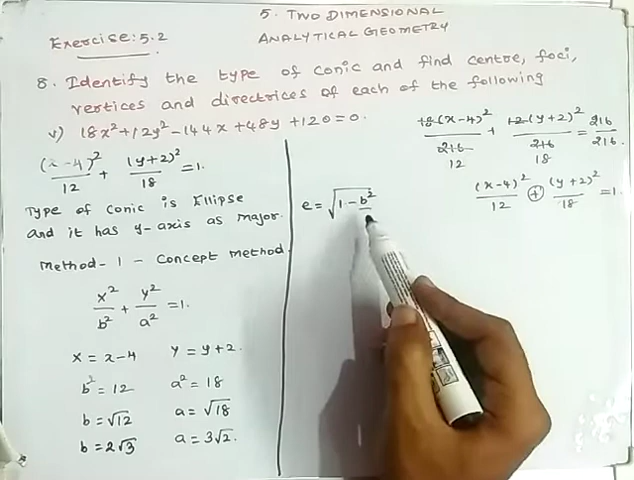 5. TWO DIMENSIONAL
ANALYTICAL GEOMETRY
Exercise: 5.2
8. Identify the type of conic and find centre, foci,
vertices and directrices of each of the following
v) 18x²+12y²-144x+48y+120=0.
(x-4)²/12 + (y+2)²/18 = 1.
Type of conic is Ellipse
and it has y-axis as major.
Method-1 - Concept method
x²/b² + y²/a² = 1.
x = x-4 y = y+2.
b² = 12 a² = 18
b = √12 a = √18
b = 2√3 a = 3√2.
e = √1-b²
18(x-4)²/216 + 12(y+2)²/216 = 216/216
12 18
(x-4)²/12 + (y+2)²/18 = 1.